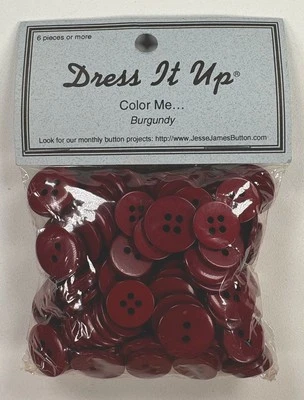 6 pieces or more
Dress It Up®
Color Me...
Burgundy
Look for our monthly button projects: http://www.JesseJamesButton.com